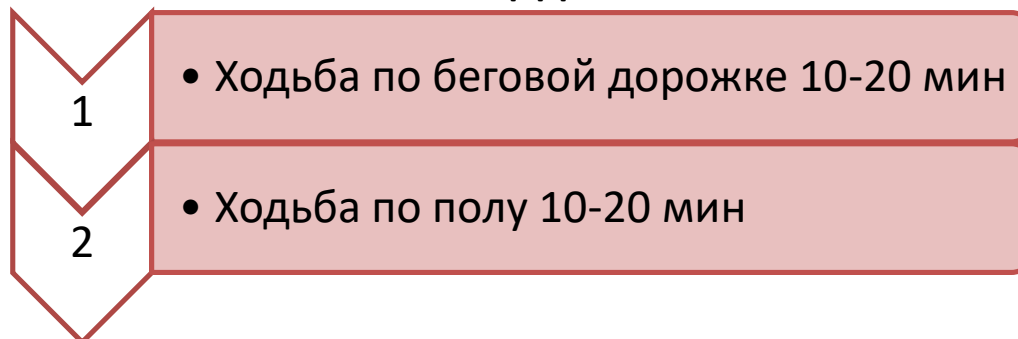 1
• Ходьба по беговой дорожке 10-20 мин
2
• Ходьба по полу 10-20 мин